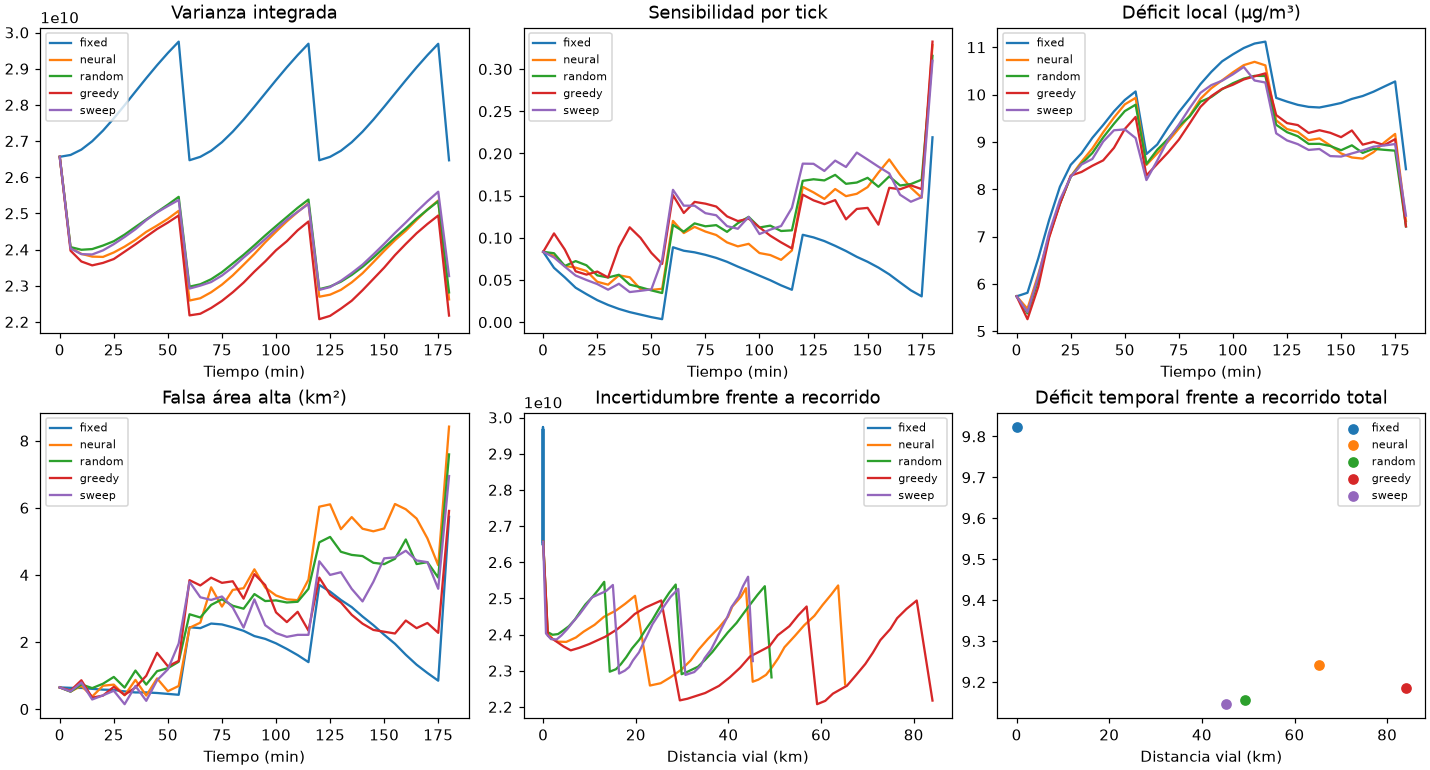 Varianza integrada
1e10
3.0
2.9
2.8
2.7
2.6
2.5
2.4
2.3
2.2
0 25 50 75 100 125 150 175
Tiempo (min)
fixed
neural
random
greedy
sweep
Sensibilidad por tick
0.30
0.25
0.20
0.15
0.10
0.05
0.00
0 25 50 75 100 125 150 175
Tiempo (min)
fixed
neural
random
greedy
sweep
Déficit local (µg/m³)
11
10
9
8
7
6
5
0 25 50 75 100 125 150 175
Tiempo (min)
fixed
neural
random
greedy
sweep
Falsa área alta (km²)
8
6
4
2
0
0 25 50 75 100 125 150 175
Tiempo (min)
fixed
neural
random
greedy
sweep
Incertidumbre frente a recorrido
1e10
3.0
2.9
2.8
2.7
2.6
2.5
2.4
2.3
2.2
0 20 40 60 80
Distancia vial (km)
fixed
neural
random
greedy
sweep
Déficit temporal frente a recorrido total
9.8
9.7
9.6
9.5
9.4
9.3
9.2
0 20 40 60 80
Distancia vial (km)
fixed
neural
random
greedy
sweep